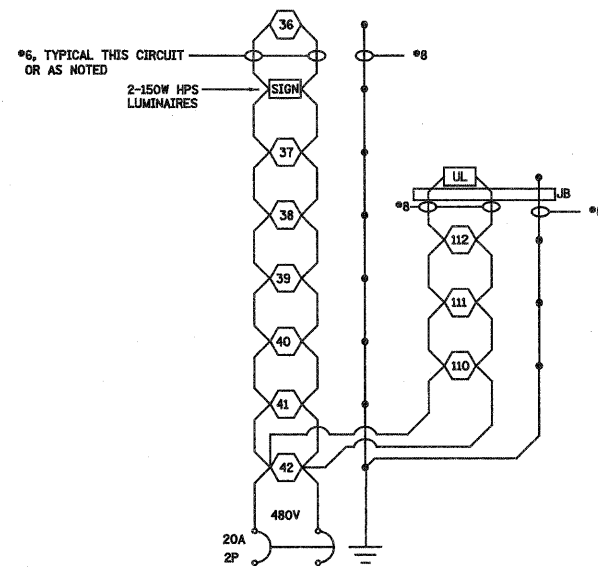 36
#6, TYPICAL THIS CIRCUIT
OR AS NOTED
#8
2-150W HPS
LUMINAIRES
SIGN
37
UL
JB
#8
38
112
39
111
40
110
41
42
480V
20A
2P